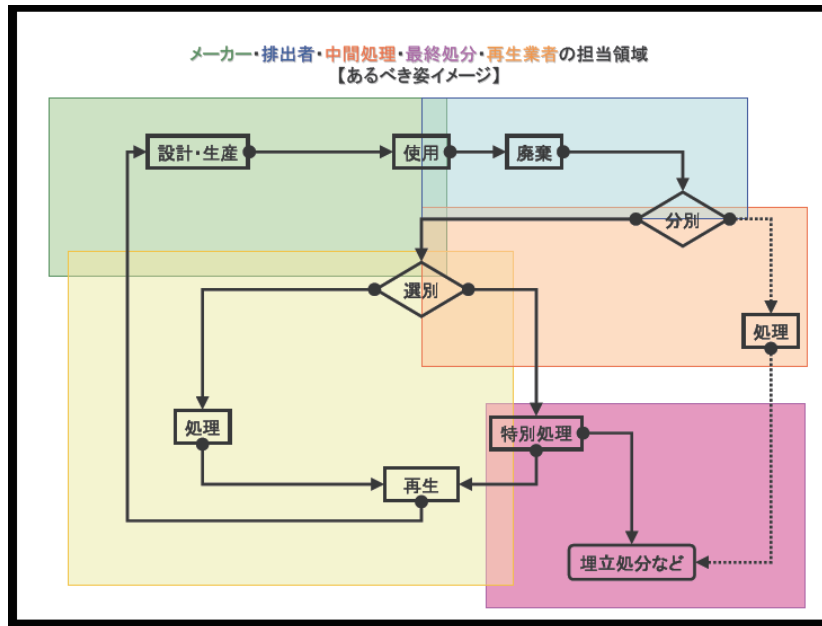 メーカー・排出者・中間処理・最終処分・再生業者の担当領域
【あるべき姿イメージ】
設計・生産
使用
廃棄
分別
選別
処理
処理
特別処理
再生
埋立処分など